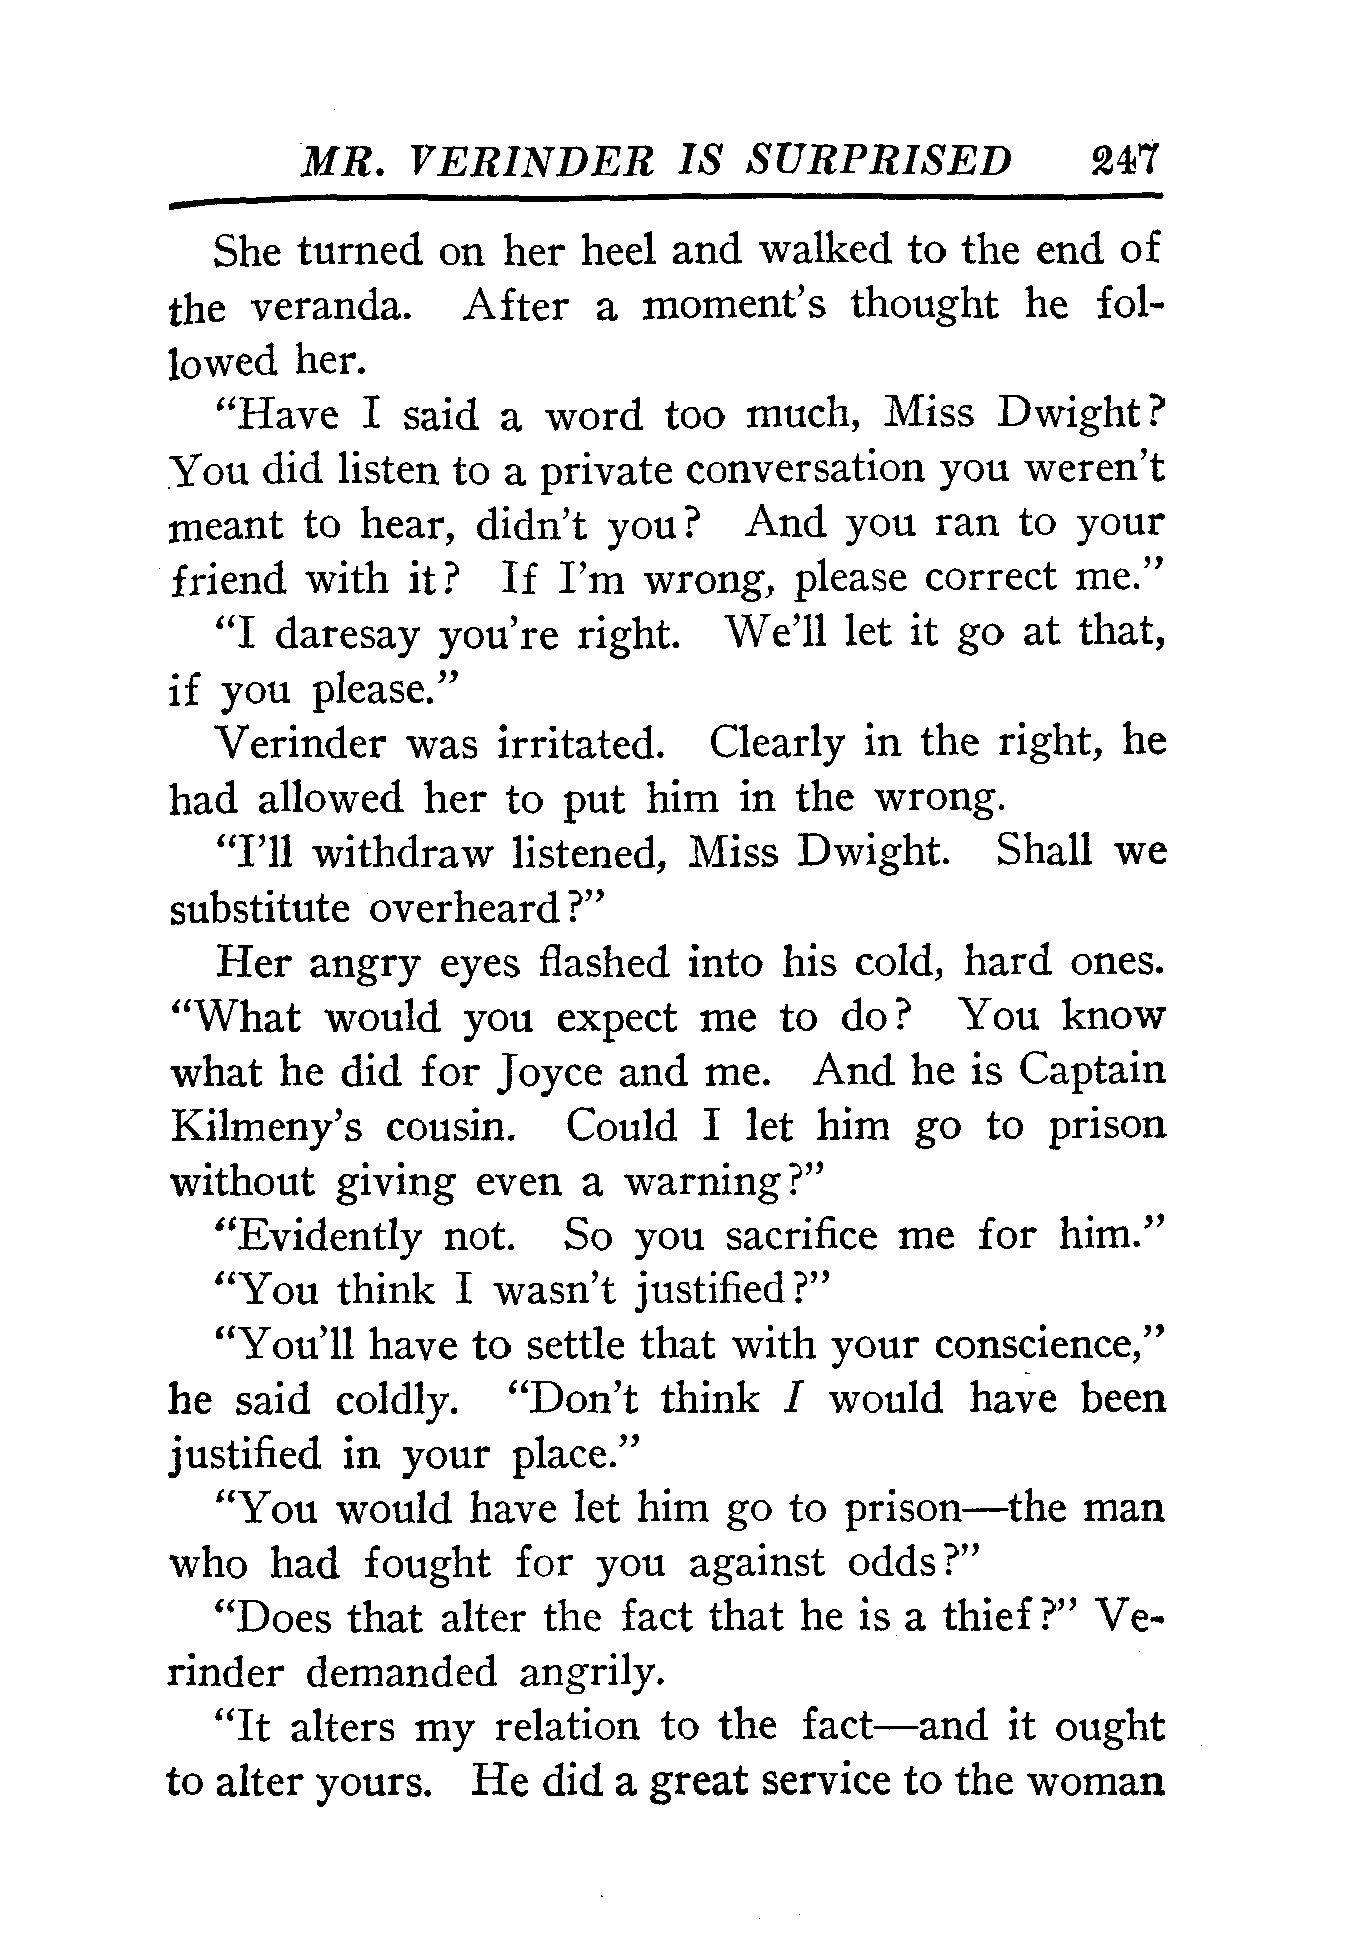 MR. VERINDER IS SURPRISED 247
She turned on her heel and walked to the end of
the veranda. After a moment's thought he fol-
lowed her.
"Have I said a word too much, Miss Dwight?
You did listen to a private conversation you weren't
meant to hear, didn't you? And you ran to your
friend with it? If I'm wrong, please correct me."
"I daresay you're right. We'll let it go at that,
if you please."
Verinder was irritated. Clearly in the right, he
had allowed her to put him in the wrong.
"I'll withdraw listened, Miss Dwight. Shall we
substitute overheard?"
Her angry eyes flashed into his cold, hard ones.
"What would you expect me to do? You know
what he did for Joyce and me. And he is Captain
Kilmeny's cousin. Could I let him go to prison
without giving even a warning?"
"Evidently not. So you sacrifice me for him."
"You think I wasn't justified?"
"You'll have to settle that with your conscience,"
he said coldly. "Don't think I would have been
justified in your place."
"You would have let him go to prison—the man
who had fought for you against odds?"
"Does that alter the fact that he is a thief?" Ve-
rinder demanded angrily.
"It alters my relation to the fact—and it ought
to alter yours. He did a great service to the woman